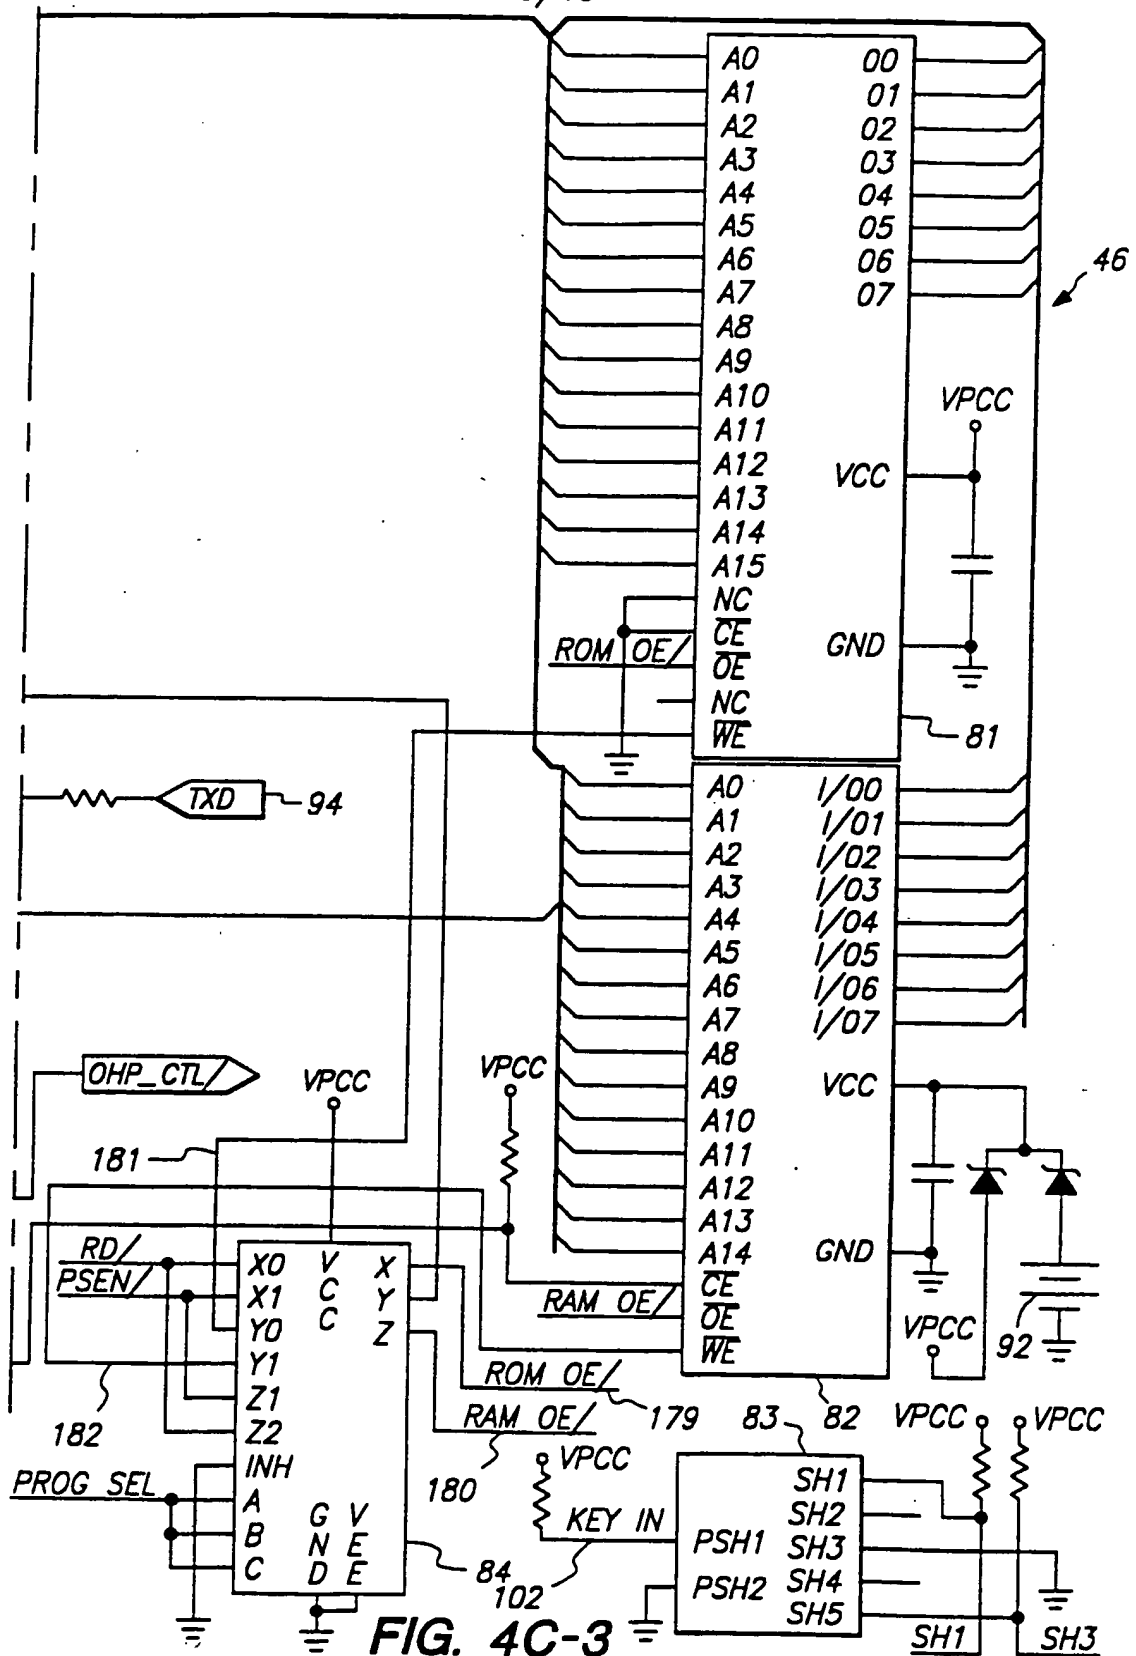 A0 00
A1 01
A2 02
A3 03
A4 04
A5 05
A6 06
A7 07
46
A8
A9
A10 VPCC
A11
A12 VCC
A13
A14
A15
NC
CE
ROM OE/ GND
OE
NC
WE 81
TXD 94
A0 I/00
A1 I/01
A2 I/02
A3 I/03
A4 I/04
A5 I/05
A6 I/06
A7 I/07
OHP_CTL/
VPCC
VPCC
A8
A9 VCC
A10
A11
A12
A13
A14 GND
CE
RAM OE/
OE
WE
VPCC
92
181
RD/
PSEN/
X0 VCC X
X1 Y
Y0 Z
Y1
Z1
Z2
INH
A
B
C
GND VEE
182
PROG SEL
ROM OE/
179
RAM OE/
180
84
83 82
VPCC VPCC
VPCC
KEY IN
102
PSH1
PSH2
SH1
SH2
SH3
SH4
SH5
SH1 SH3
FIG. 4C-3